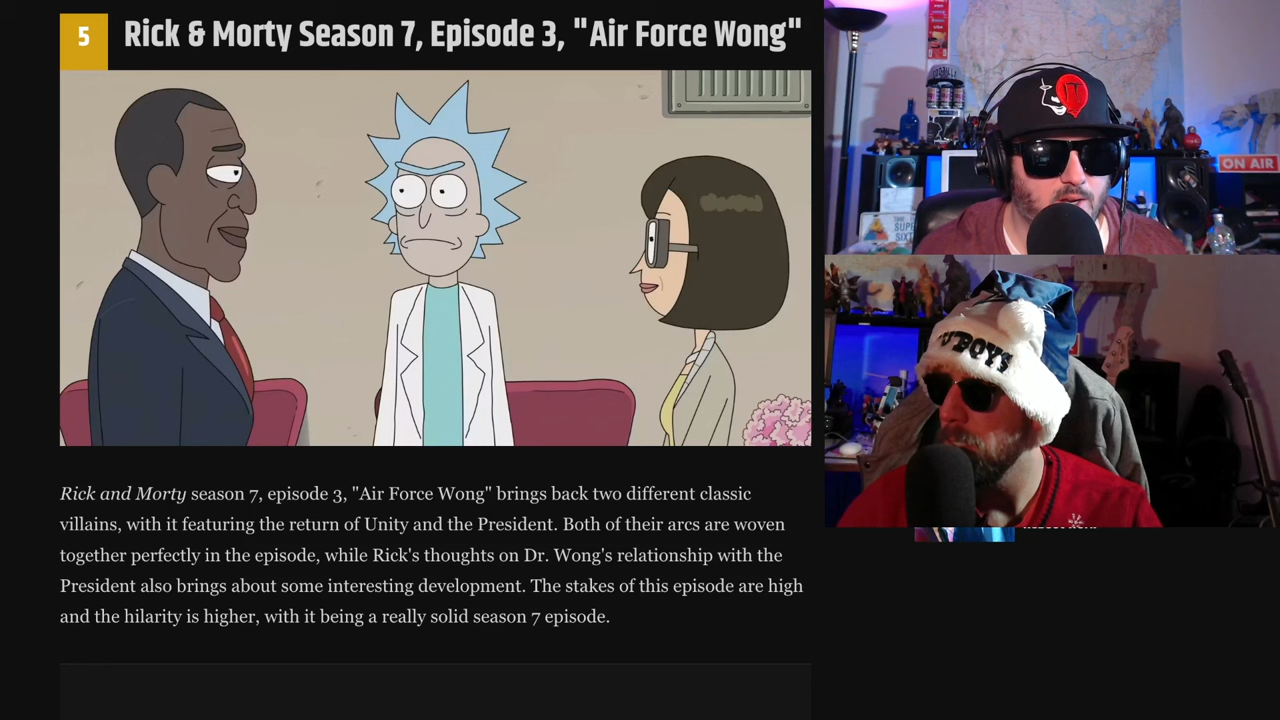 5 Rick & Morty Season 7, Episode 3, "Air Force Wong"
Rick and Morty season 7, episode 3, "Air Force Wong" brings back two different classic
villains, with it featuring the return of Unity and the President. Both of their arcs are woven
together perfectly in the episode, while Rick's thoughts on Dr. Wong's relationship with the
President also brings about some interesting development. The stakes of this episode are high
and the hilarity is higher, with it being a really solid season 7 episode.
ON AIR
SUPER